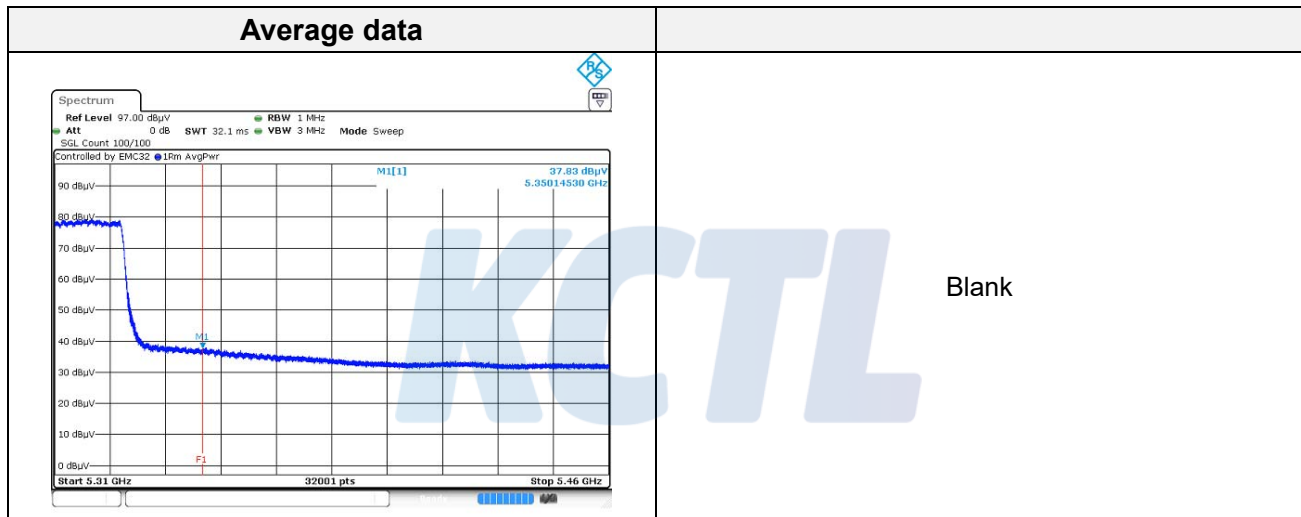 Average data
R&S
Spectrum
Ref Level 97.00 dBµV RBW 1 MHz
Att 0 dB SWT 32.1 ms VBW 3 MHz Mode Sweep
SGL Count 100/100
Controlled by EMC32 1Rm AvgPwr
M1[1] 37.83 dBµV
5.35014530 GHz
90 dBµV
80 dBµV
70 dBµV
60 dBµV
50 dBµV
40 dBµV
M1
30 dBµV
20 dBµV
10 dBµV
0 dBµV
F1
Start 5.31 GHz 32001 pts Stop 5.46 GHz
Ready
KCTL
Blank